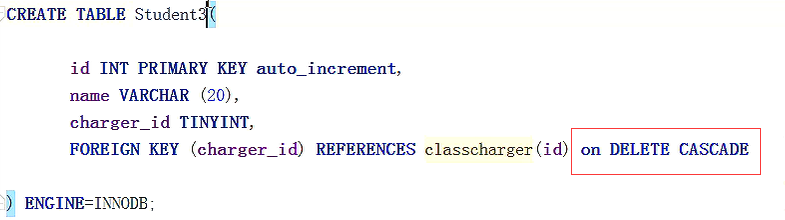 CREATE TABLE Student3(
id INT PRIMARY KEY auto_increment,
name VARCHAR (20),
charger_id TINYINT,
FOREIGN KEY (charger_id) REFERENCES classcharger(id) on DELETE CASCADE
) ENGINE=INNODB;